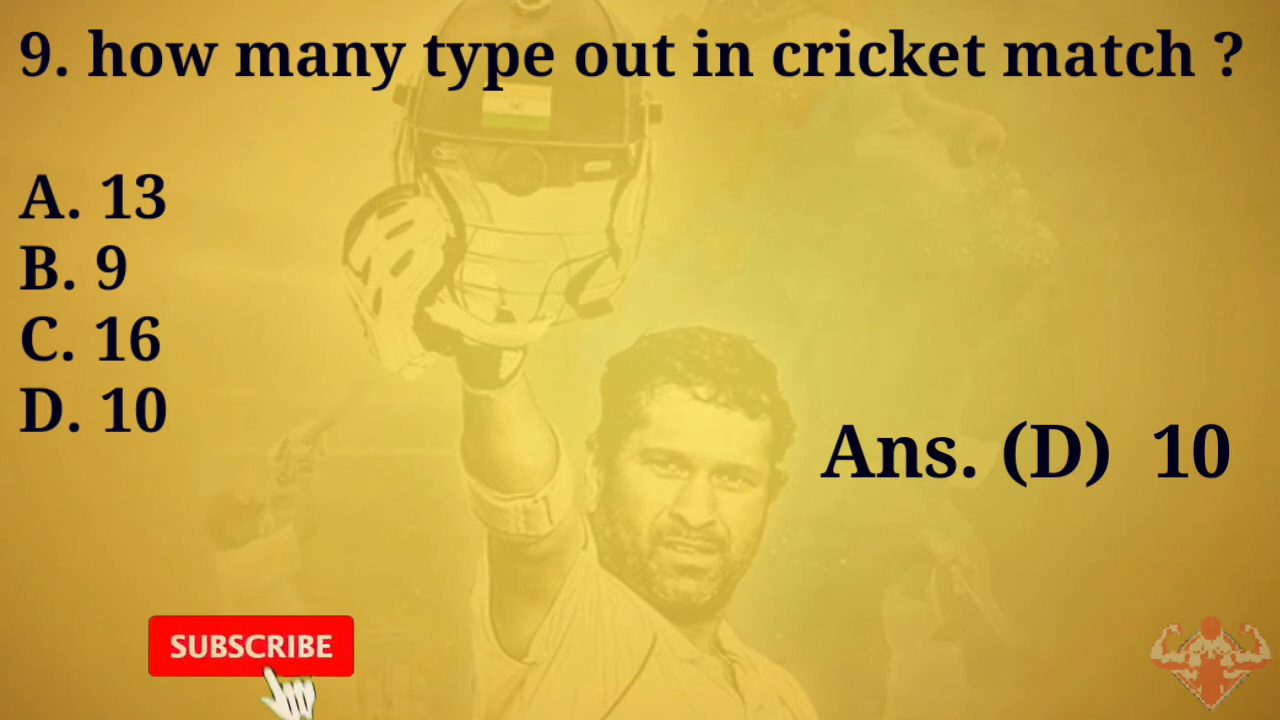 9. how many type out in cricket match ?
A. 13
B. 9
C. 16
D. 10
Ans. (D) 10
SUBSCRIBE